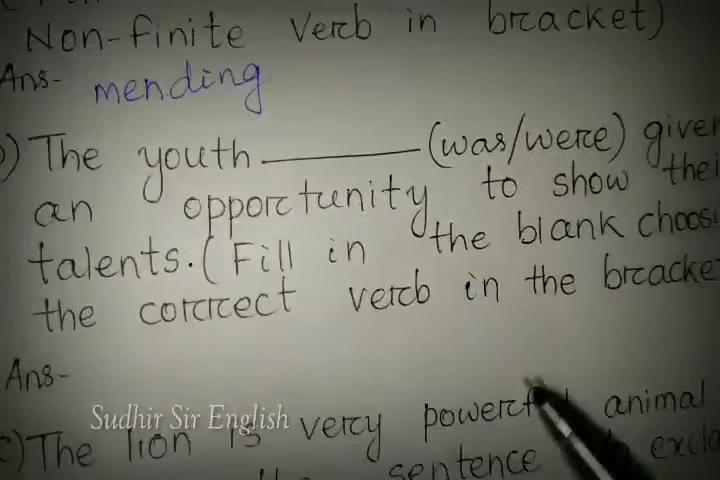 Non-finite Verb in bracket)
Ans- mending
The youth ______ (was/were) given
an opportunity to show their
talents. (Fill in the blank
the correct verb in the
Ans-
Sudhir Sir English
The lion is very powerful animal
sentence